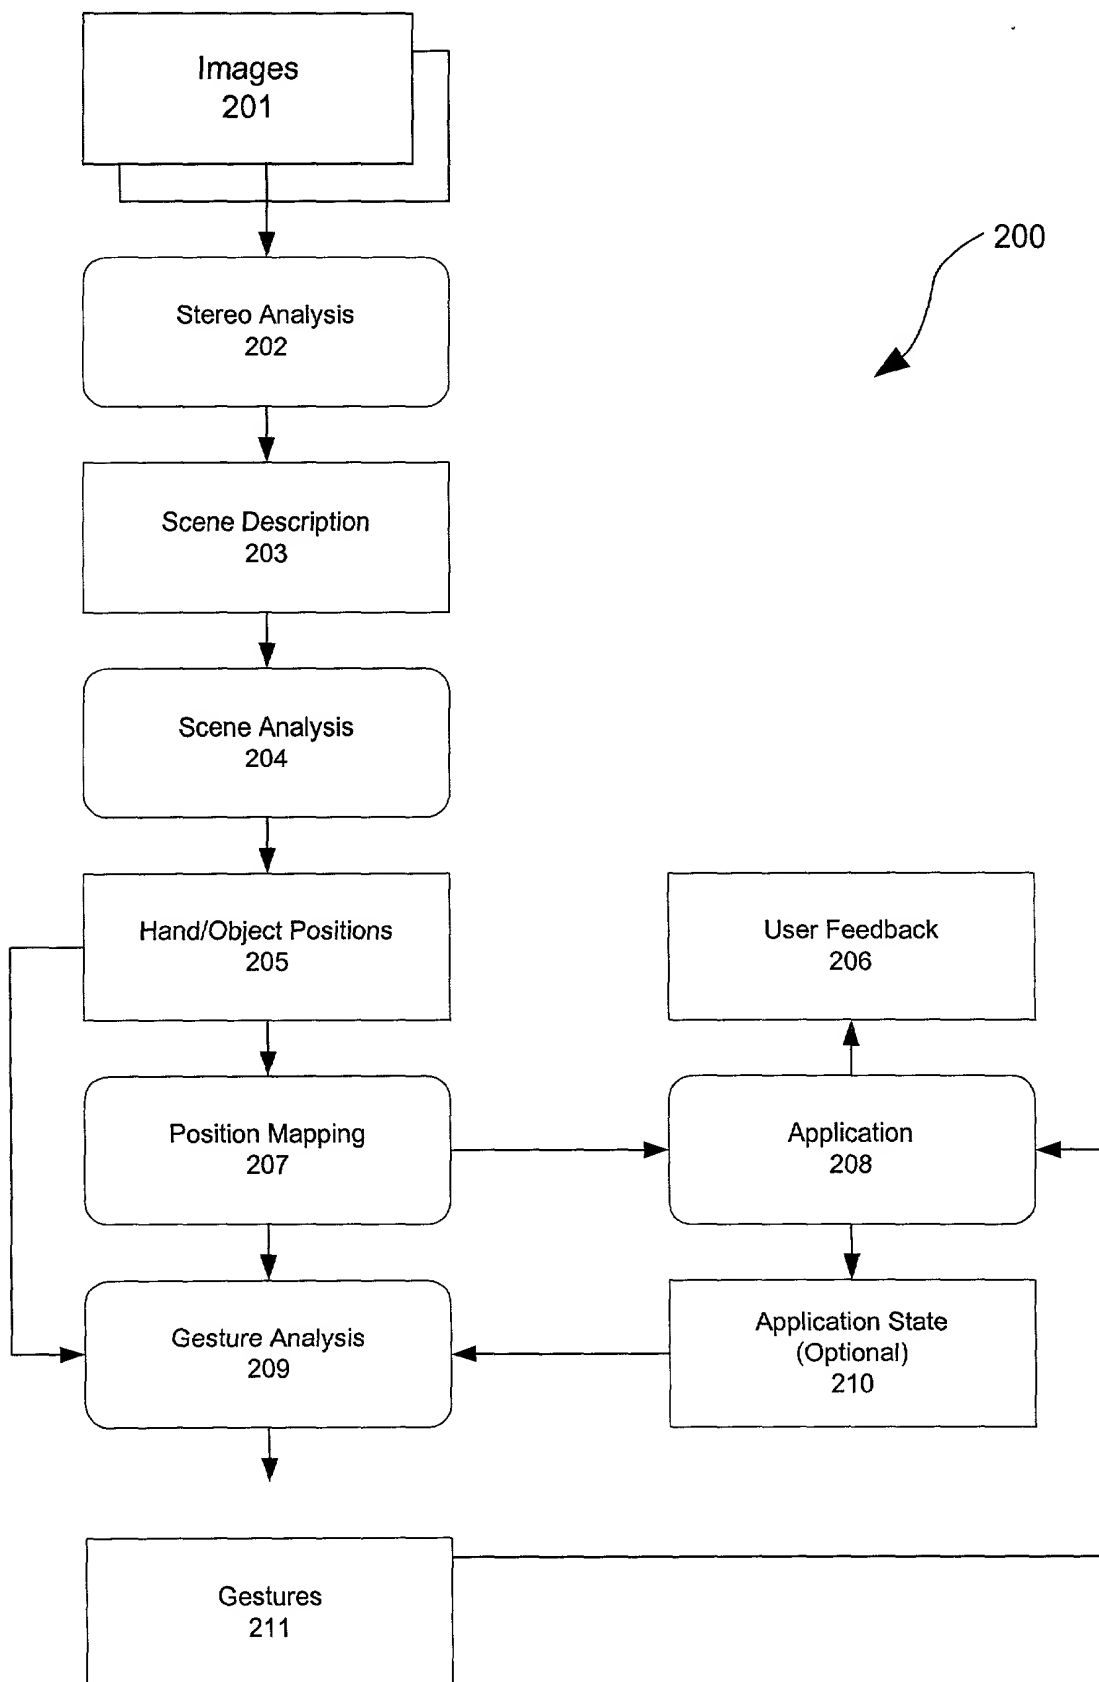 Images
201
200
Stereo Analysis
202
Scene Description
203
Scene Analysis
204
Hand/Object Positions
205
User Feedback
206
Position Mapping
207
Application
208
Gesture Analysis
209
Application State
(Optional)
210
Gestures
211